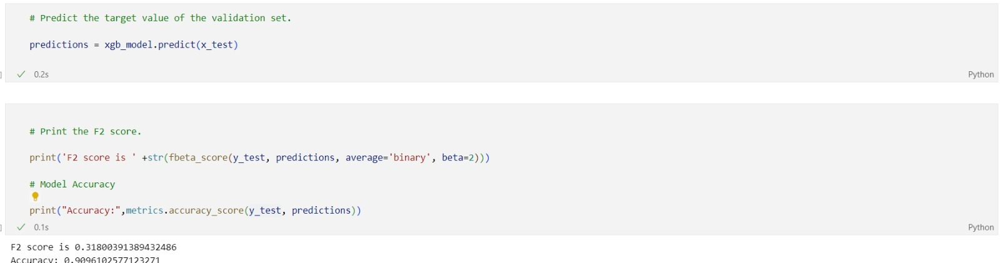 # Predict the target value of the validation set.
predictions = xgb_model.predict(x_test)
] ✓ 0.2s Python
# Print the F2 score.
print('F2 score is ' +str(fbeta_score(y_test, predictions, average='binary', beta=2)))
# Model Accuracy
print("Accuracy:",metrics.accuracy_score(y_test, predictions))
] ✓ 0.1s Python
F2 score is 0.31800391389432486
Accuracy: 0.9096102577123271